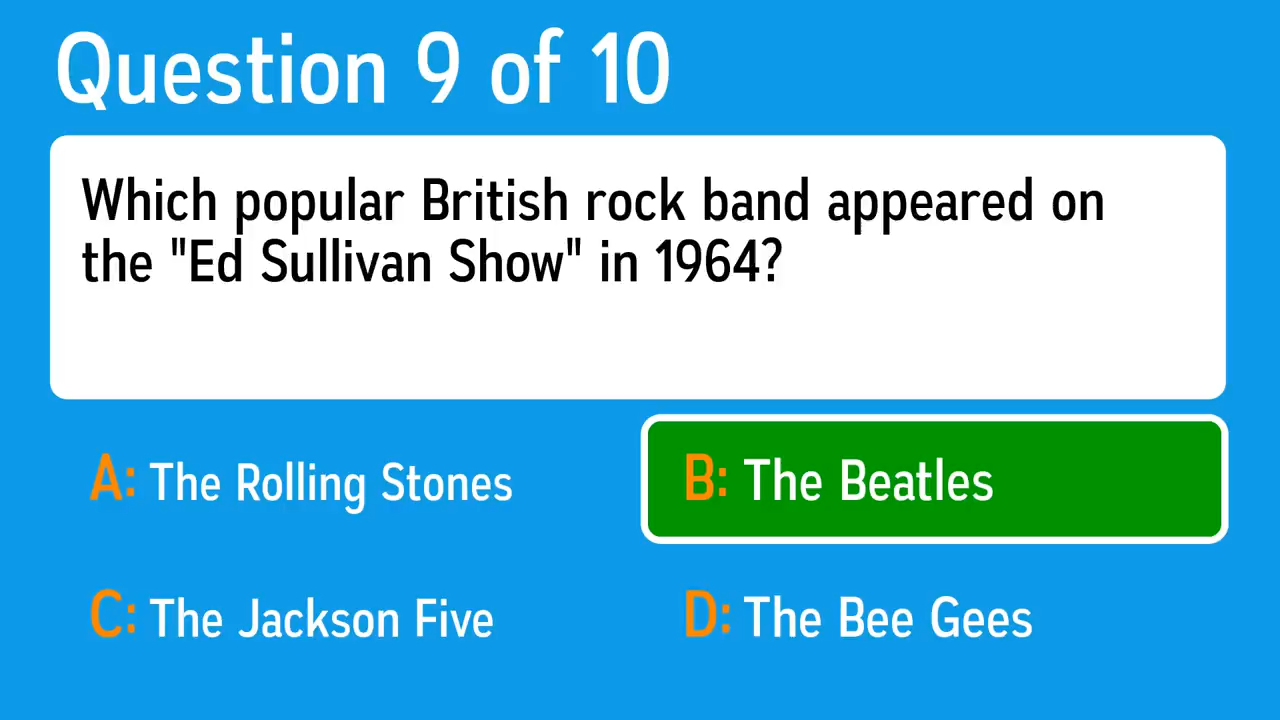 Question 9 of 10
Which popular British rock band appeared on
the "Ed Sullivan Show" in 1964?
A: The Rolling Stones
B: The Beatles
C: The Jackson Five
D: The Bee Gees